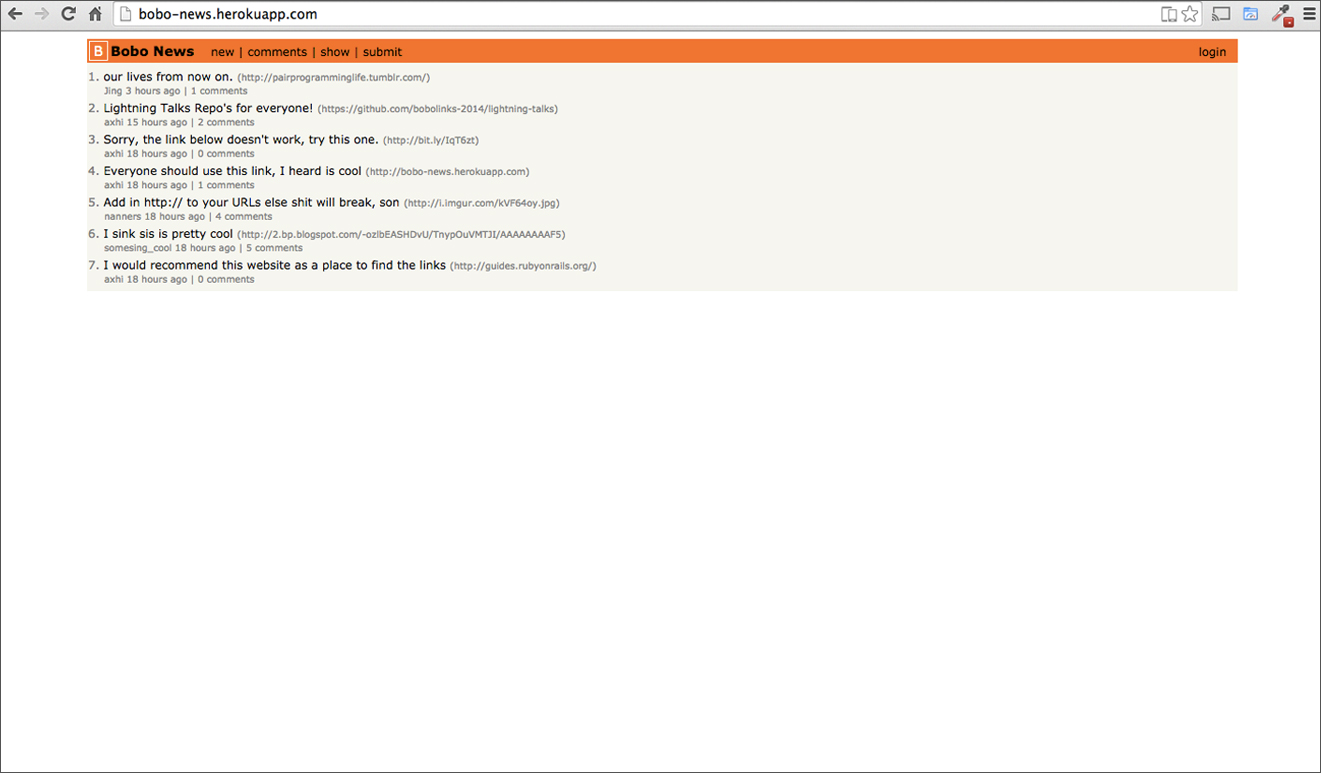 bobo-news.herokuapp.com
B Bobo News new | comments | show | submit login
1. our lives from now on. (http://pairprogramminglife.tumblr.com/)
Jing 3 hours ago | 1 comments
2. Lightning Talks Repo's for everyone! (https://github.com/bobolinks-2014/lightning-talks)
axhi 15 hours ago | 2 comments
3. Sorry, the link below doesn't work, try this one. (http://bit.ly/IqT6zt)
axhi 18 hours ago | 0 comments
4. Everyone should use this link, I heard is cool (http://bobo-news.herokuapp.com)
axhi 18 hours ago | 1 comments
5. Add in http:// to your URLs else shit will break, son (http://i.imgur.com/kVF64oy.jpg)
nanners 18 hours ago | 4 comments
6. I sink sis is pretty cool (http://2.bp.blogspot.com/-ozlbEASHDvU/TnypOuVMTJI/AAAAAAAAF5)
somesing_cool 18 hours ago | 5 comments
7. I would recommend this website as a place to find the links (http://guides.rubyonrails.org/)
axhi 18 hours ago | 0 comments